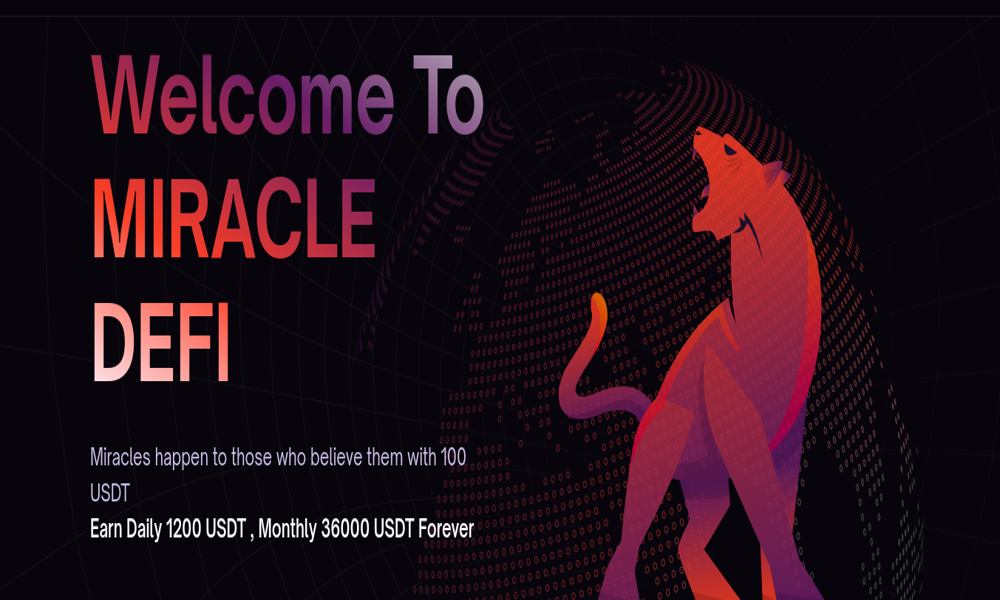 Welcome To
MIRACLE
DEFI
Miracles happen to those who believe them with 100
USDT
Earn Daily 1200 USDT , Monthly 36000 USDT Forever